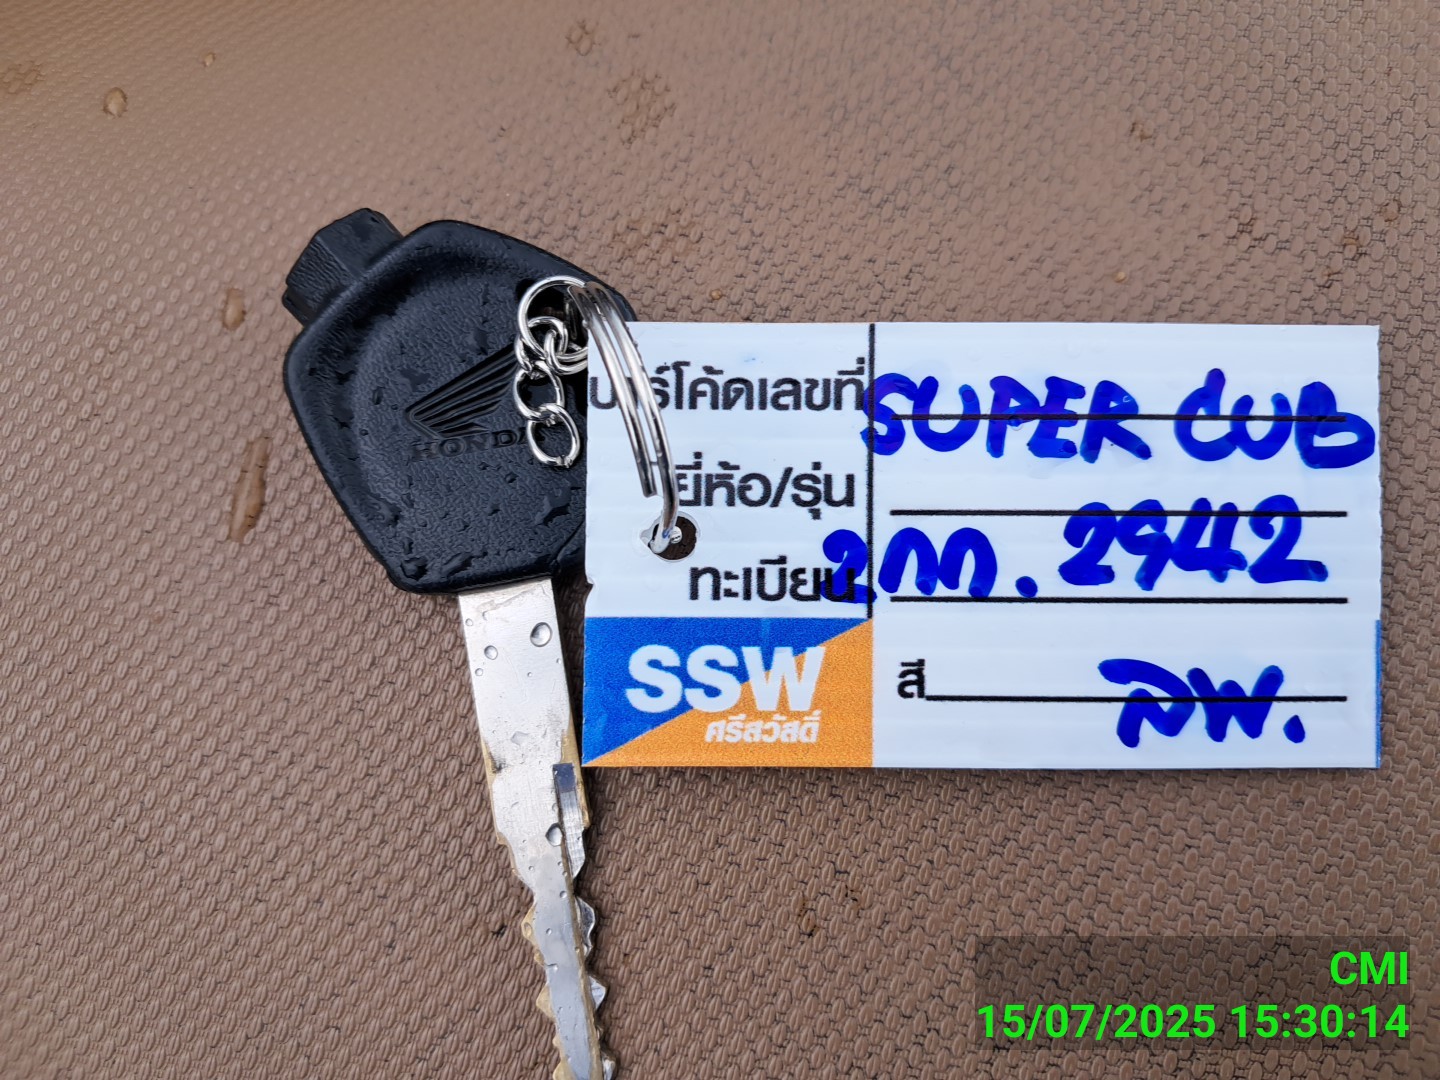 HONDA
บาร์โค้ดเลขที่ SUPER CUB
ยี่ห้อ/รุ่น
ทะเบียน 2กก. 2942
SSW
ศรีสวัสดิ์
สี ลพ.
CMI
15/07/2025 15:30:14